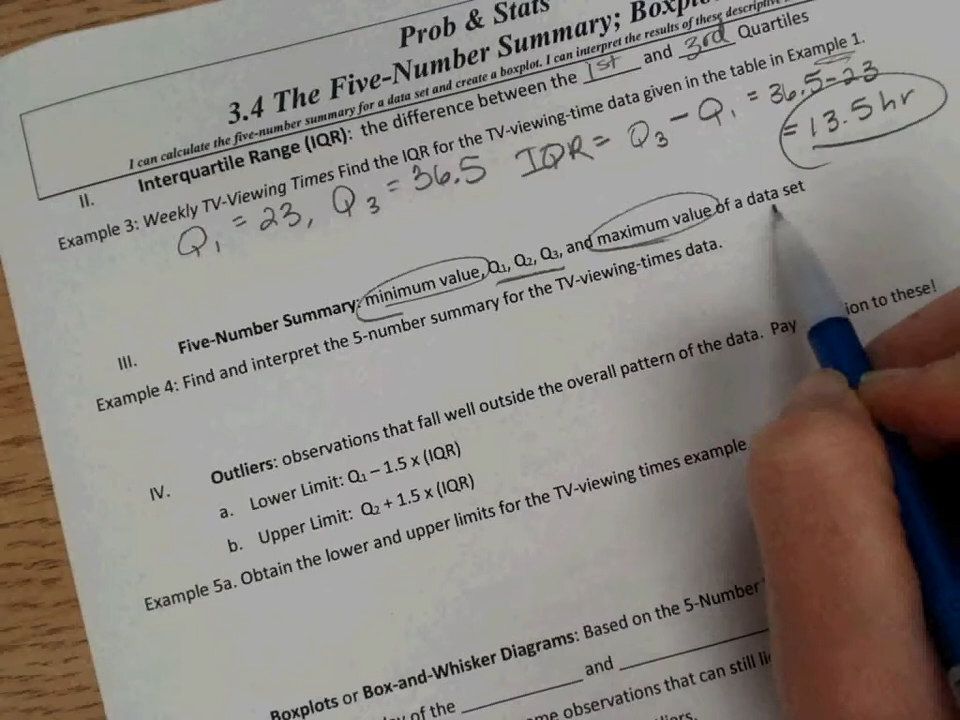 Prob & Stats
3.4 The Five-Number Summary; Boxplo
I can calculate the five-number summary for a data set and create a boxplot. I can interpret the results of these descriptive
II. Interquartile Range (IQR): the difference between the 1st and 3rd Quartiles
Example 3: Weekly TV-Viewing Times Find the IQR for the TV-viewing-time data given in the table in Example 1.
Q1 = 23, Q3 = 36.5 IQR = Q3 - Q1 = 36.5-23
= 13.5 hr
III. Five-Number Summary: minimum value, Q1, Q2, Q3, and maximum value of a data set
Example 4: Find and interpret the 5-number summary for the TV-viewing-times data.
IV. Outliers: observations that fall well outside the overall pattern of the data. Pay ion to these!
a. Lower Limit: Q1 – 1.5 x (IQR)
b. Upper Limit: Q2 + 1.5 x (IQR)
Example 5a. Obtain the lower and upper limits for the TV-viewing times example
Boxplots or Box-and-Whisker Diagrams: Based on the 5-Number
of the ________ and ________
me observations that can still li
liers.